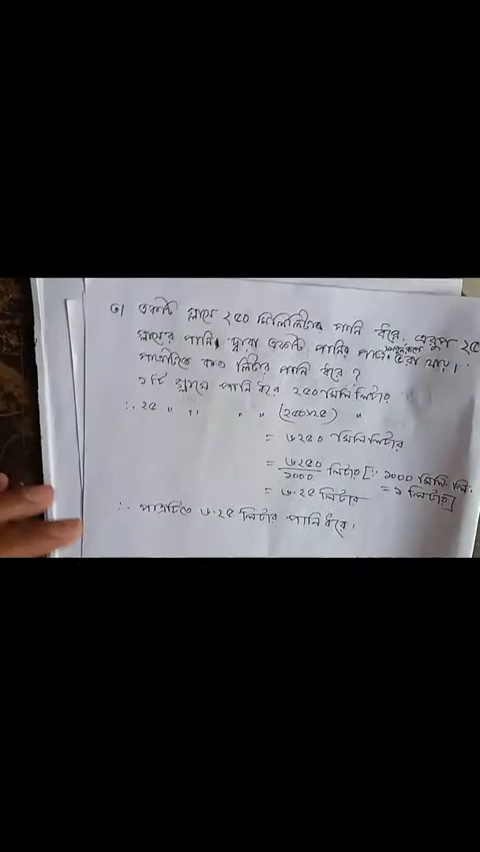 ৩। একটি গ্লাসে ২৫০ মিলিলিটার পানি ধরে, এরূপ ২৫
গ্লাসের পানি দ্বারা একটি পানির পাত্র সম্পূর্ণরূপে ভরা যায়।
পাত্রটিতে কত লিটার পানি ধরে?
১টি গ্লাসে পানি ধরে ২৫০ মিলিলিটার
∴ ২৫ " " " " (২৫০×২৫) "
= ৬২৫০ মিলিলিটার
= ৬২৫০/১০০০ লিটার [∵ ১০০০ মিলি. লি. = ১ লিটার]
= ৬.২৫ লিটার
∴ পাত্রটিতে ৬.২৫ লিটার পানি ধরে।